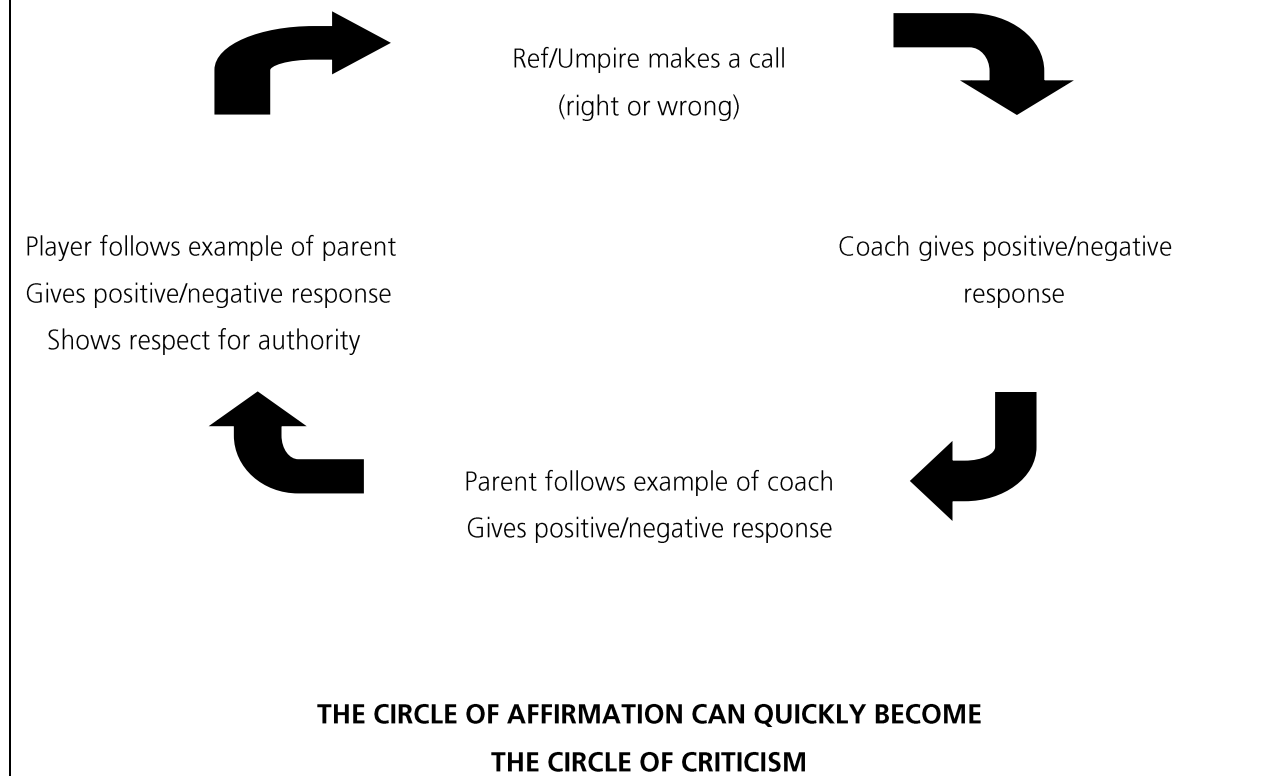 Ref/Umpire makes a call
(right or wrong)
Coach gives positive/negative
response
Parent follows example of coach
Gives positive/negative response
Player follows example of parent
Gives positive/negative response
Shows respect for authority
THE CIRCLE OF AFFIRMATION CAN QUICKLY BECOME
THE CIRCLE OF CRITICISM